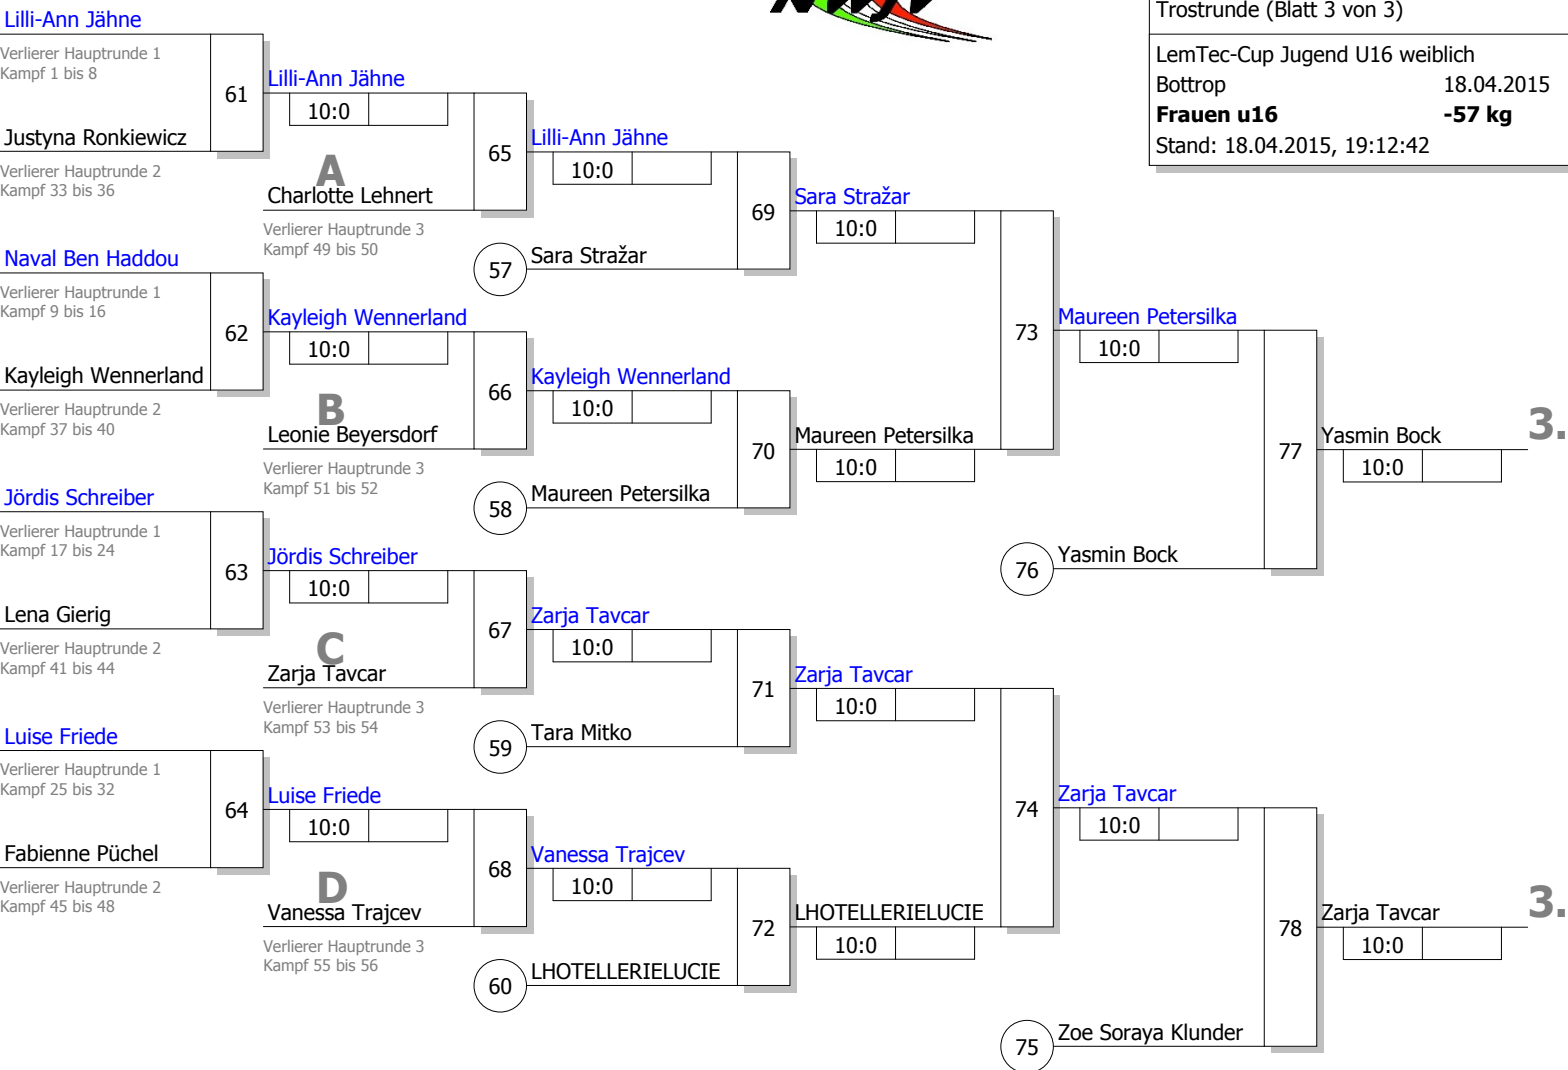 Trostrunde (Blatt 3 von 3)
LemTec-Cup Jugend U16 weiblich
Bottrop 18.04.2015
Frauen u16 -57 kg
Stand: 18.04.2015, 19:12:42
Lilli-Ann Jähne
Verlierer Hauptrunde 1
Kampf 1 bis 8
61
Justyna Ronkiewicz
Verlierer Hauptrunde 2
Kampf 33 bis 36
Naval Ben Haddou
Verlierer Hauptrunde 1
Kampf 9 bis 16
62
Kayleigh Wennerland
Verlierer Hauptrunde 2
Kampf 37 bis 40
Jördis Schreiber
Verlierer Hauptrunde 1
Kampf 17 bis 24
63
Lena Gierig
Verlierer Hauptrunde 2
Kampf 41 bis 44
Luise Friede
Verlierer Hauptrunde 1
Kampf 25 bis 32
64
Fabienne Püchel
Verlierer Hauptrunde 2
Kampf 45 bis 48
Lilli-Ann Jähne
10:0
65
A
Charlotte Lehnert
Verlierer Hauptrunde 3
Kampf 49 bis 50
Kayleigh Wennerland
10:0
66
B
Leonie Beyersdorf
Verlierer Hauptrunde 3
Kampf 51 bis 52
Jördis Schreiber
10:0
67
C
Zarja Tavcar
Verlierer Hauptrunde 3
Kampf 53 bis 54
Luise Friede
10:0
68
D
Vanessa Trajcev
Verlierer Hauptrunde 3
Kampf 55 bis 56
Lilli-Ann Jähne
10:0
69
57 Sara Stražar
Kayleigh Wennerland
10:0
70
58 Maureen Petersilka
Zarja Tavcar
10:0
71
59 Tara Mitko
Vanessa Trajcev
10:0
72
60 LHOTELLERIELUCIE
Sara Stražar
10:0
73
Maureen Petersilka
10:0
Zarja Tavcar
10:0
74
LHOTELLERIELUCIE
10:0
Maureen Petersilka
10:0
77
76 Yasmin Bock
Zarja Tavcar
10:0
78
75 Zoe Soraya Klunder
Yasmin Bock 3.
10:0
Zarja Tavcar 3.
10:0